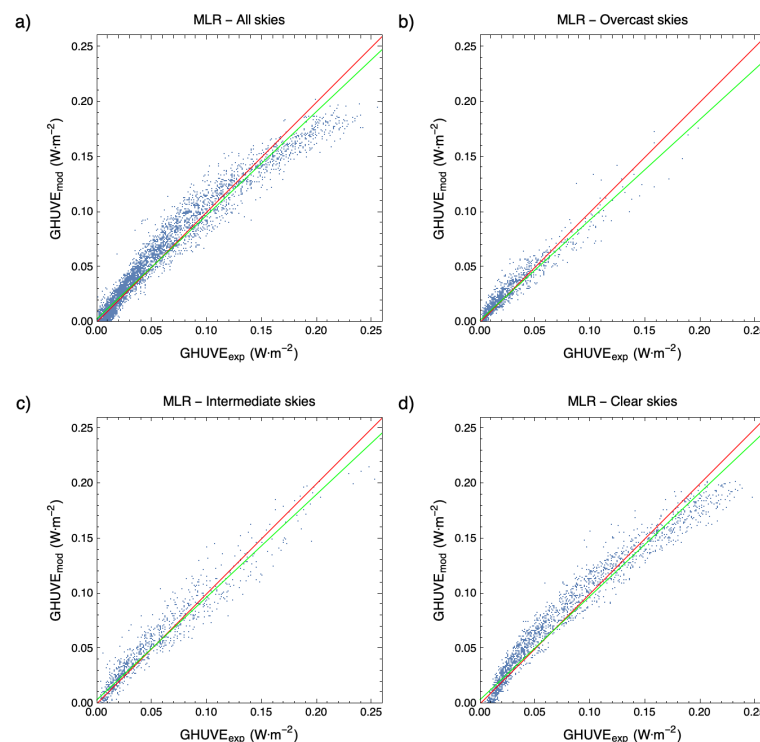 a)
MLR – All skies
0.25
0.20
0.15
0.10
0.05
0.00
0.00 0.05 0.10 0.15 0.20 0.25
GHUVEmod (W·m−2)
GHUVEexp (W·m−2)
b)
MLR – Overcast skies
0.25
0.20
0.15
0.10
0.05
0.00
0.00 0.05 0.10 0.15 0.20
GHUVEmod (W·m−2)
GHUVEexp (W·m−2)
c)
MLR – Intermediate skies
0.25
0.20
0.15
0.10
0.05
0.00
0.00 0.05 0.10 0.15 0.20 0.25
GHUVEmod (W·m−2)
GHUVEexp (W·m−2)
d)
MLR – Clear skies
0.25
0.20
0.15
0.10
0.05
0.00
0.00 0.05 0.10 0.15 0.20
GHUVEmod (W·m−2)
GHUVEexp (W·m−2)